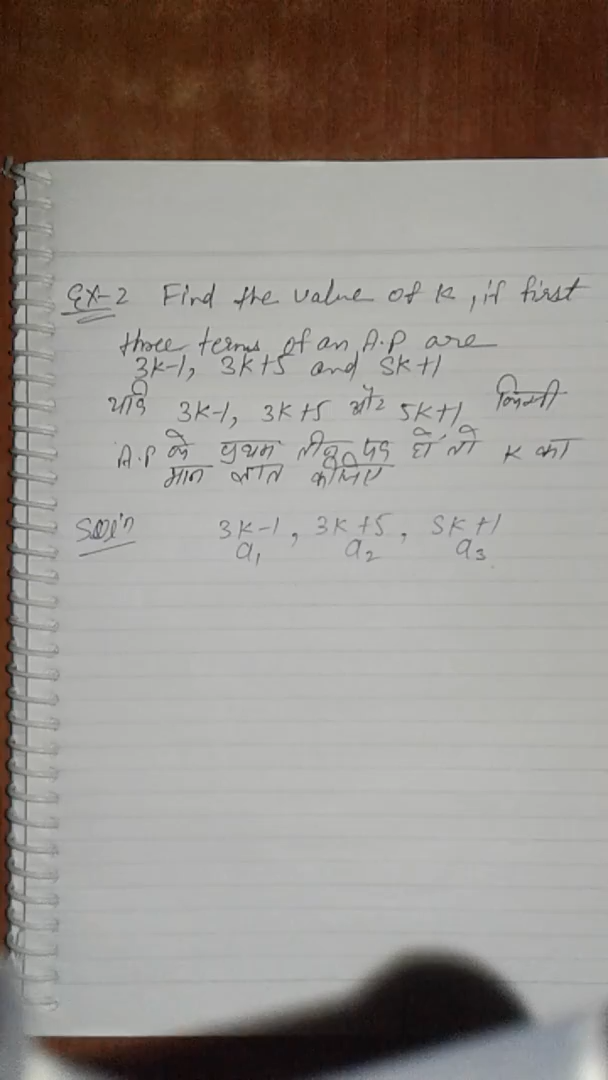 Ex-2 Find the value of K, if first
three terms of an A.P are
3K-1, 3K+5 and 5K+1
यदि 3K-1, 3K+5 और 5K+1 किसी
A.P के प्रथम तीन पद हों तो K का
मान ज्ञात कीजिए
Sol'n 3K-1, 3K+5, 5K+1
a₁ a₂ a₃